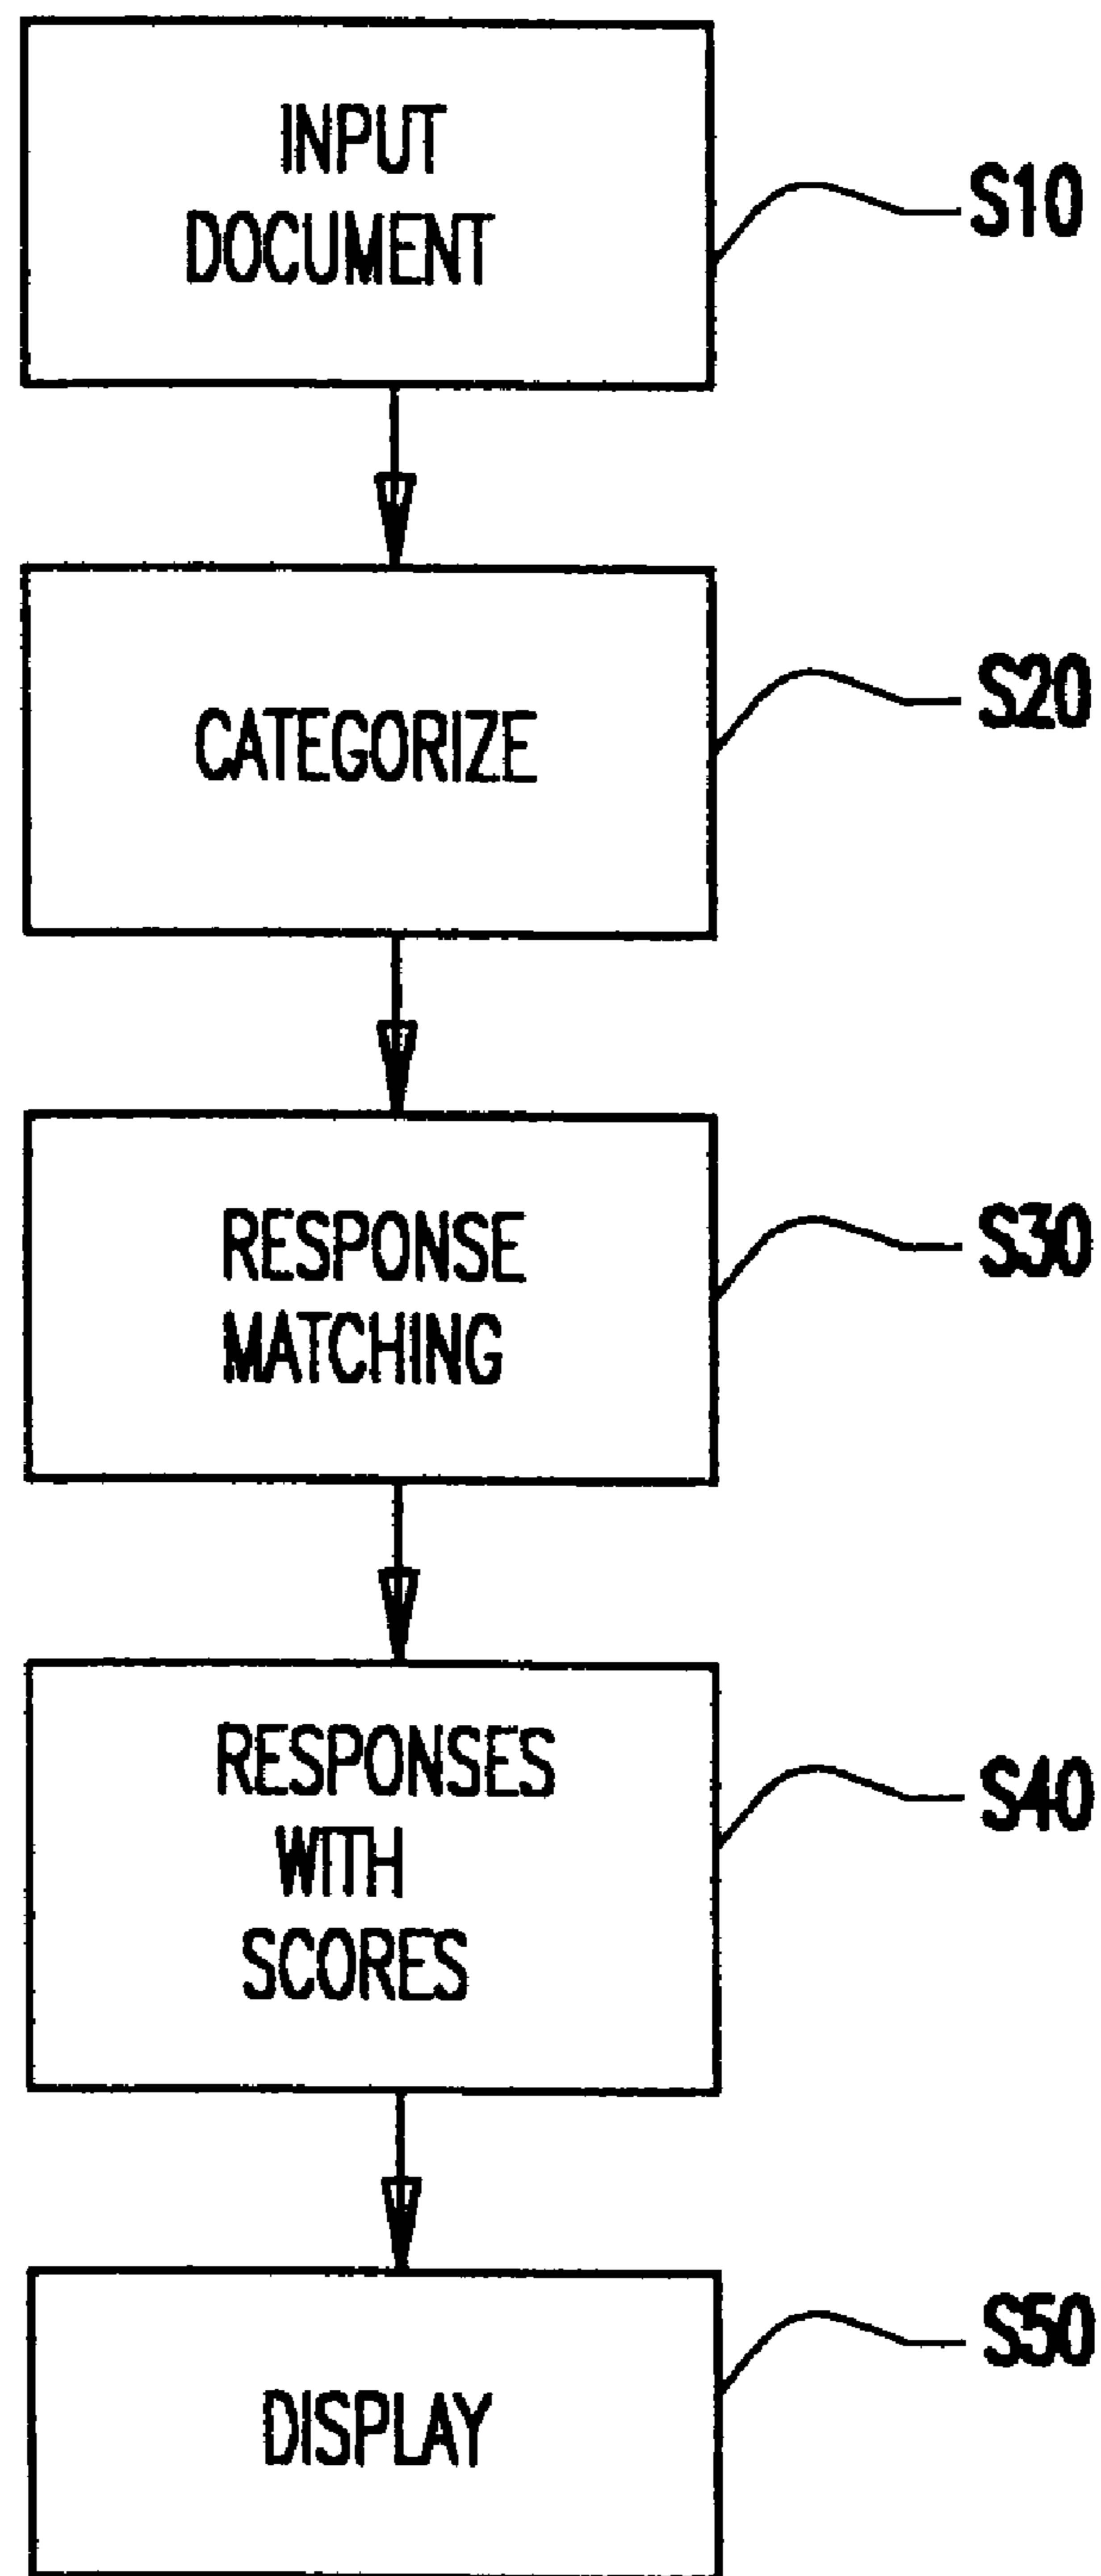 INPUT
DOCUMENT
S10
CATEGORIZE
S20
RESPONSE
MATCHING
S30
RESPONSES
WITH
SCORES
S40
DISPLAY
S50